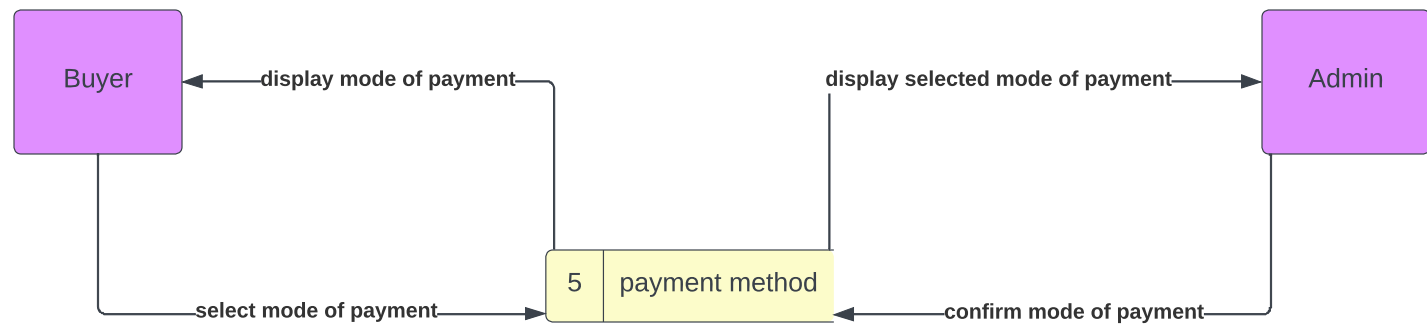 Buyer
display mode of payment
display selected mode of payment
Admin
5
payment method
select mode of payment
confirm mode of payment